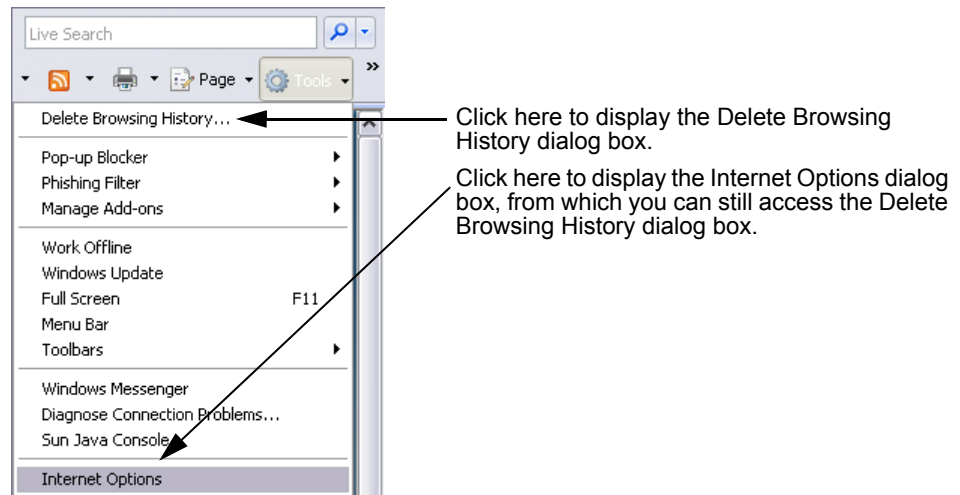 Live Search
Page
Tools
»
Delete Browsing History...
Click here to display the Delete Browsing
History dialog box.
Pop-up Blocker
Phishing Filter
Manage Add-ons
Click here to display the Internet Options dialog
box, from which you can still access the Delete
Browsing History dialog box.
Work Offline
Windows Update
Full Screen F11
Menu Bar
Toolbars
Windows Messenger
Diagnose Connection Problems...
Sun Java Console
Internet Options